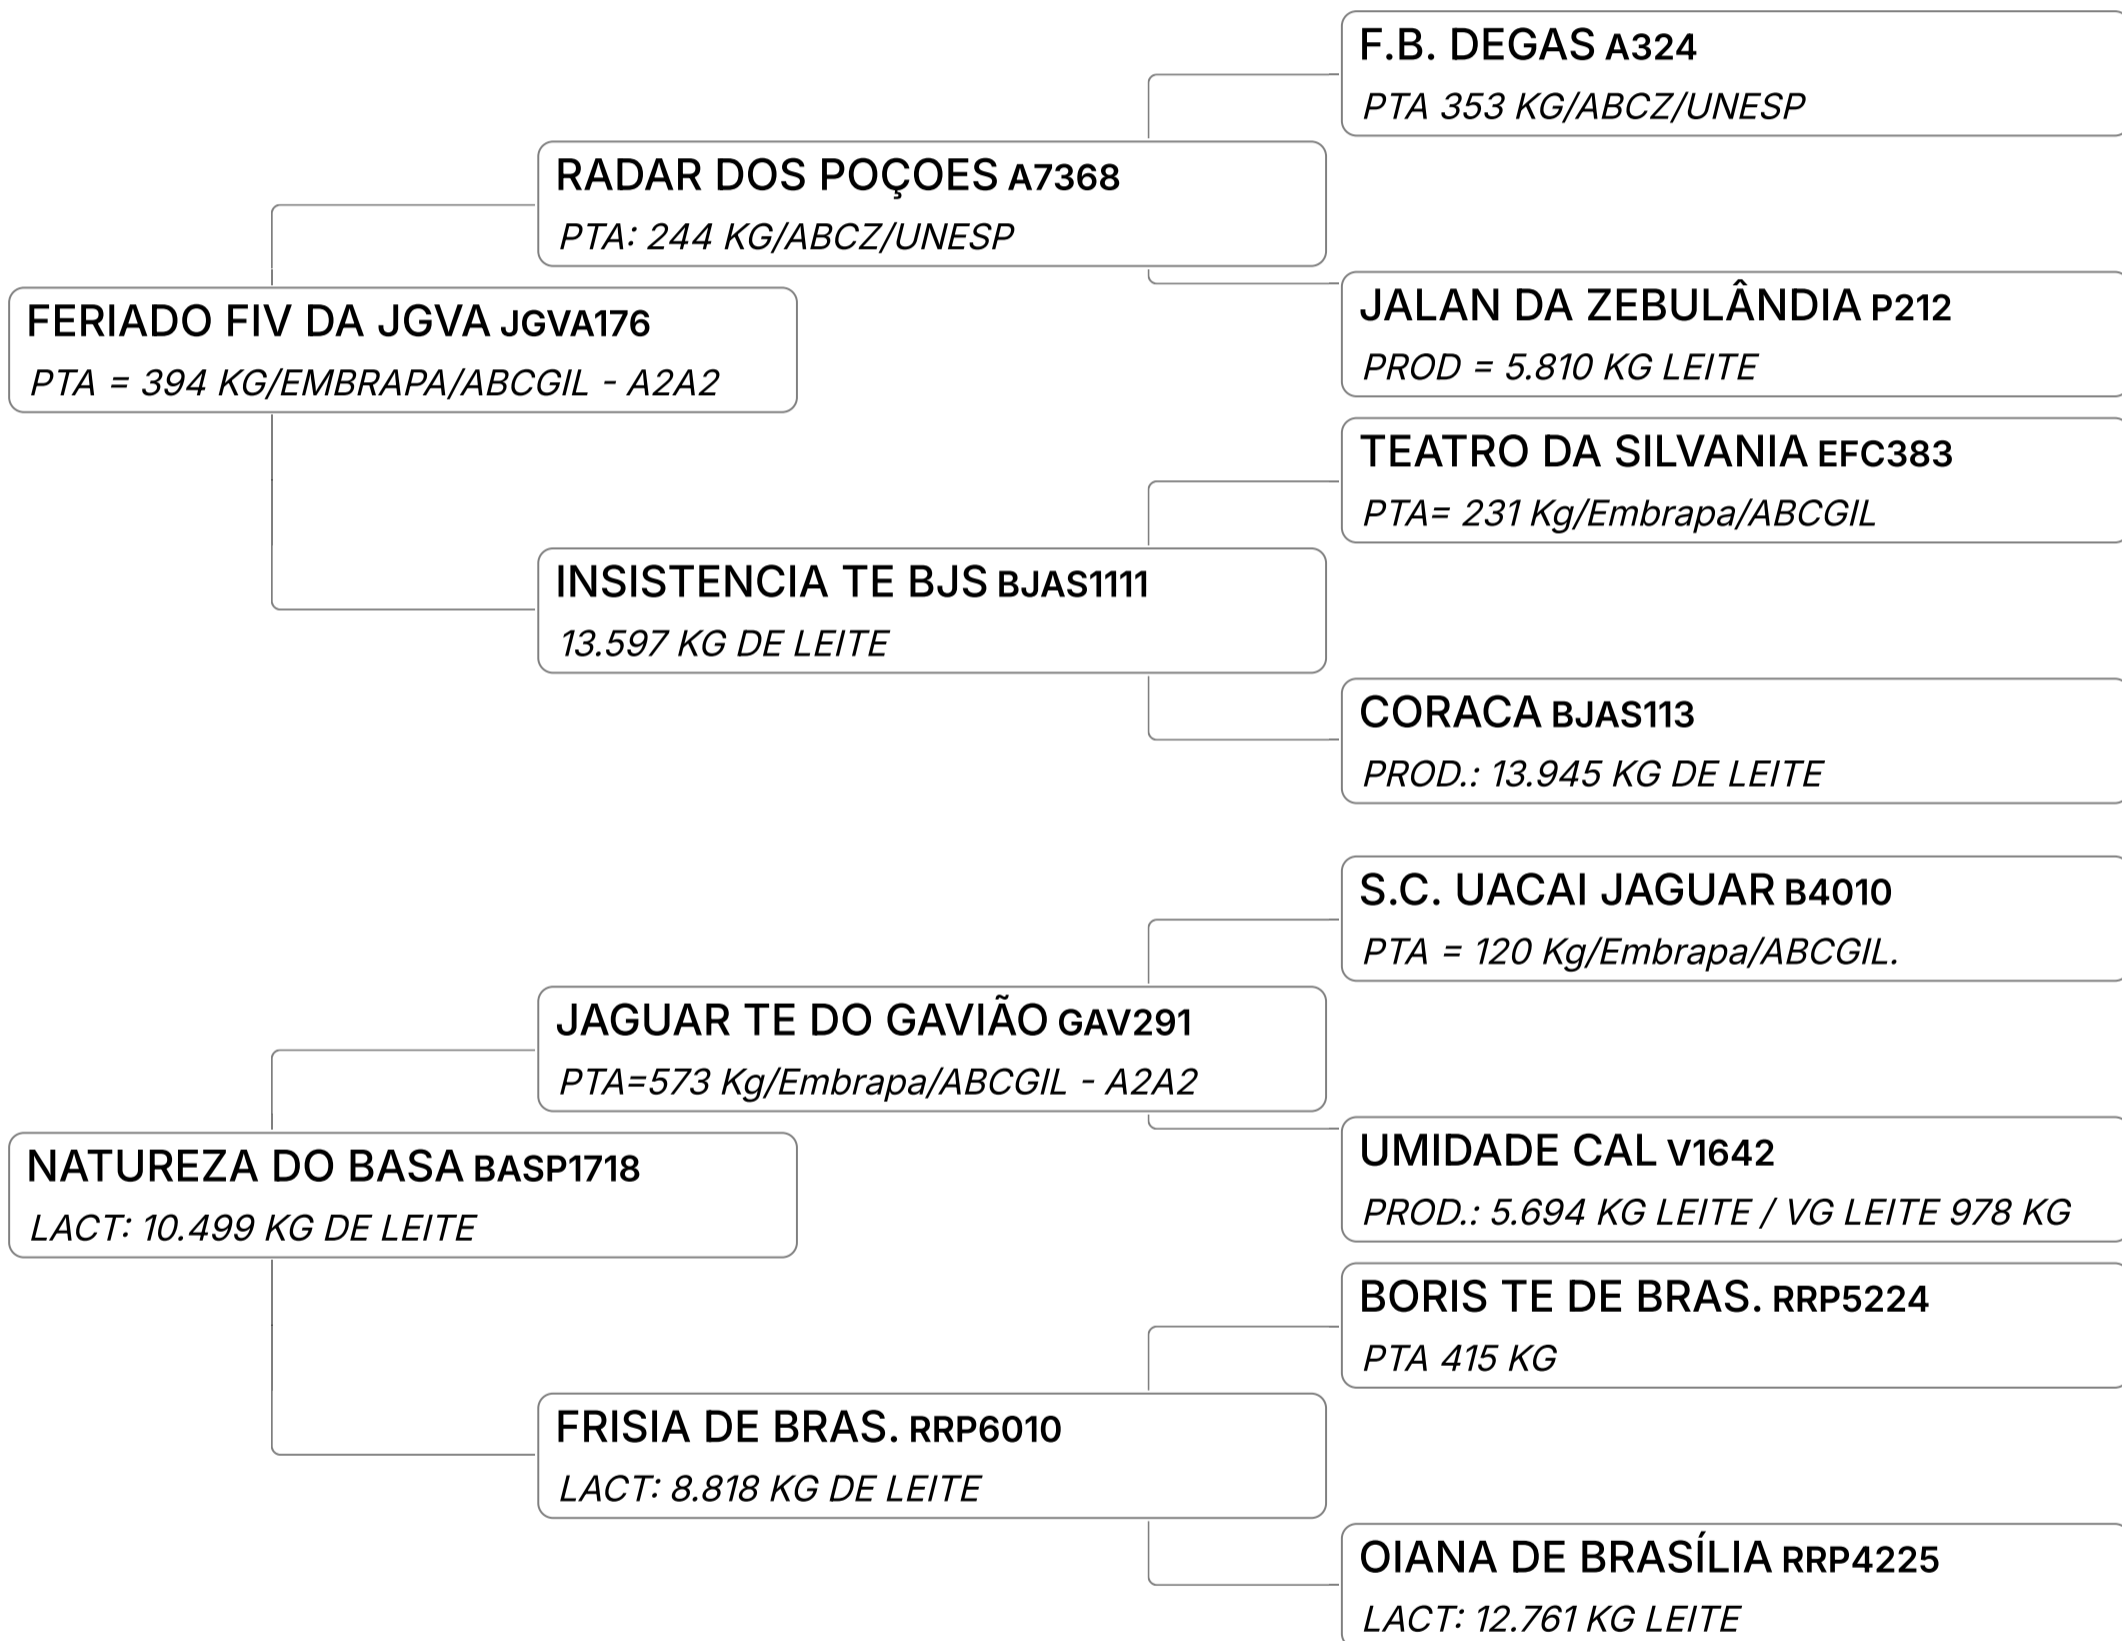 F.B. DEGAS A324
PTA 353 KG/ABCZ/UNESP
RADAR DOS POÇOES A7368
PTA: 244 KG/ABCZ/UNESP
JALAN DA ZEBULÂNDIA P212
PROD = 5.810 KG LEITE
FERIADO FIV DA JGVA JGVA176
PTA = 394 KG/EMBRAPA/ABCGIL - A2A2
TEATRO DA SILVANIA EFC383
PTA= 231 Kg/Embrapa/ABCGIL
INSISTENCIA TE BJS BJAS1111
13.597 KG DE LEITE
CORACA BJAS113
PROD.: 13.945 KG DE LEITE
S.C. UACAI JAGUAR B4010
PTA = 120 Kg/Embrapa/ABCGIL.
JAGUAR TE DO GAVIÃO GAV291
PTA=573 Kg/Embrapa/ABCGIL - A2A2
UMIDADE CAL V1642
PROD.: 5.694 KG LEITE / VG LEITE 978 KG
NATUREZA DO BASA BASP1718
LACT: 10.499 KG DE LEITE
BORIS TE DE BRAS. RRP5224
PTA 415 KG
FRISIA DE BRAS. RRP6010
LACT: 8.818 KG DE LEITE
OIANA DE BRASÍLIA RRP4225
LACT: 12.761 KG LEITE